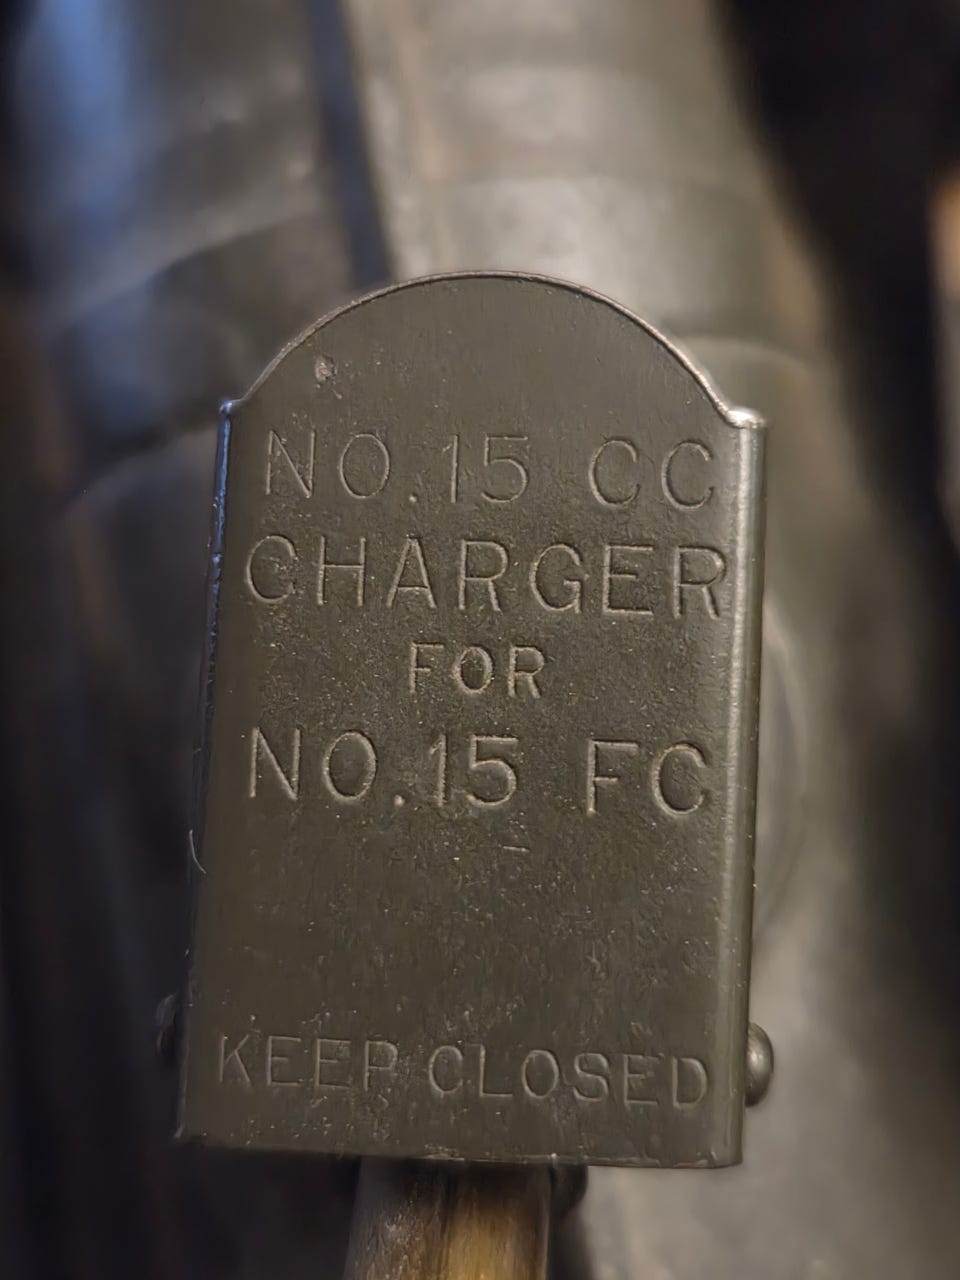 NO.15 CC
CHARGER
FOR
NO.15 FC
KEEP CLOSED